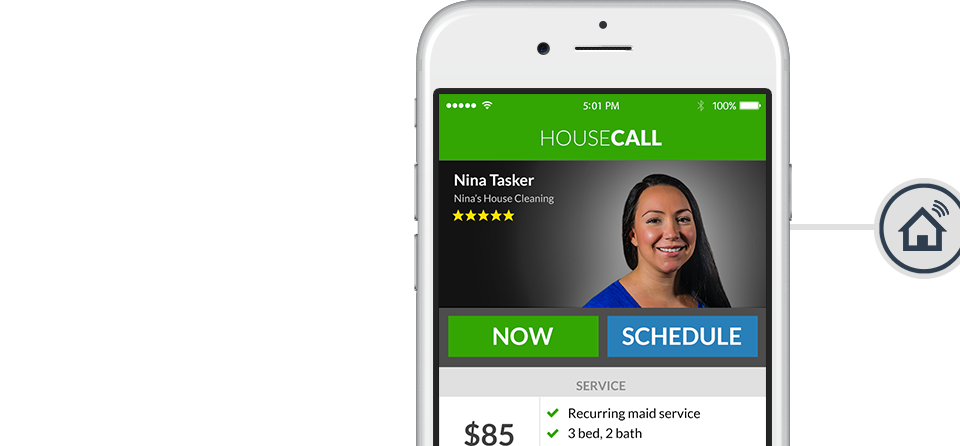 5:01 PM 100%
HOUSECALL
Nina Tasker
Nina's House Cleaning
NOW SCHEDULE
SERVICE
$85
Recurring maid service
3 bed, 2 bath